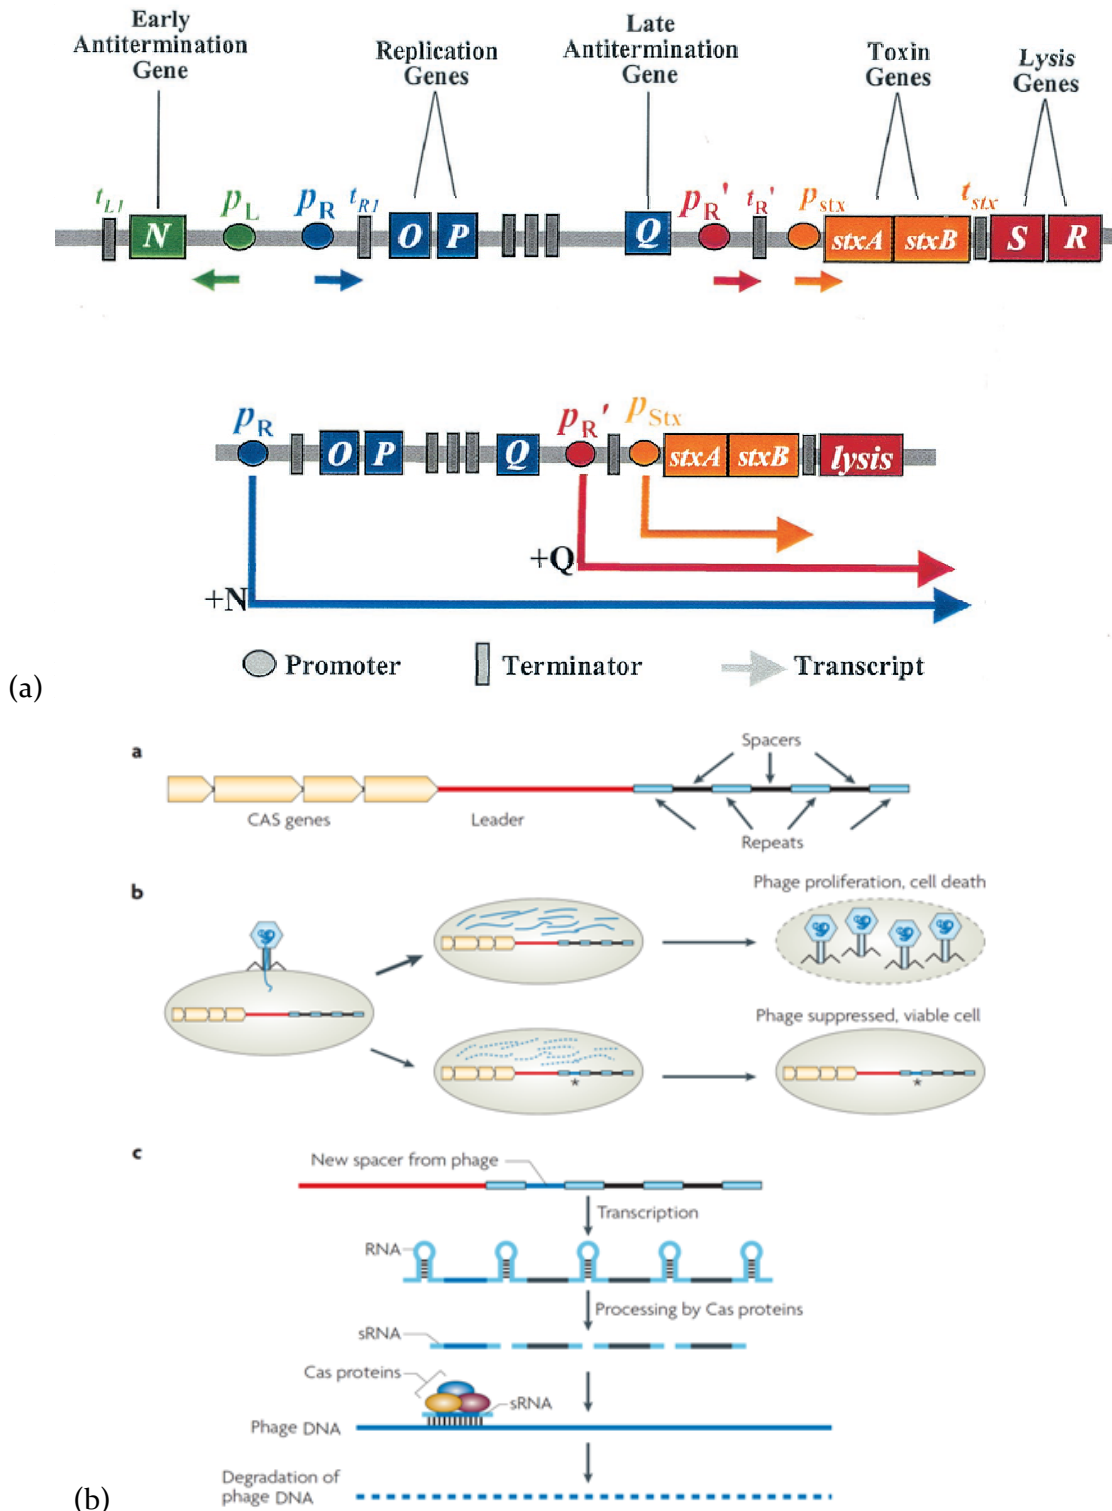 Early
Antitermination
Gene
Replication
Genes
Late
Antitermination
Gene
Toxin
Genes
Lysis
Genes
tL1 N pL pR tR1 O P Q pR' tR' pstx stxA stxB tstx S R
pR O P Q pR' pStx stxA stxB lysis
+Q
+N
Promoter Terminator Transcript
(a)
a
Spacers
CAS genes Leader
Repeats
b
Phage proliferation, cell death
Phage suppressed, viable cell
*
*
c
New spacer from phage
Transcription
RNA
Processing by Cas proteins
sRNA
Cas proteins
sRNA
Phage DNA
Degradation of
phage DNA
(b)